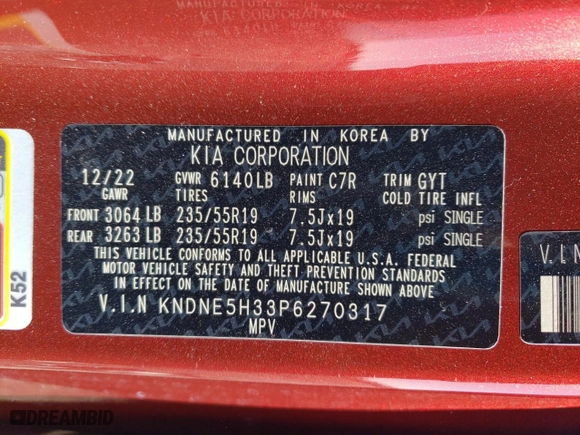 MANUFACTURED IN KOREA BY
KIA CORPORATION
12/22 GVWR 6140LB PAINT C7R TRIM GYT
GAWR TIRES RIMS COLD TIRE INFL
FRONT 3064 LB 235/55R19 7.5Jx19 psi SINGLE
REAR 3263 LB 235/55R19 7.5Jx19 psi SINGLE
THIS VEHICLE CONFORMS TO ALL APPLICABLE U.S.A. FEDERAL
MOTOR VEHICLE SAFETY AND THEFT PREVENTION STANDARDS
IN EFFECT ON THE DATE OF MANUFACTURE SHOWN ABOVE.
V.I.N KNDNE5H33P6270317
MPV
K52
V.I.N
DREAMBID